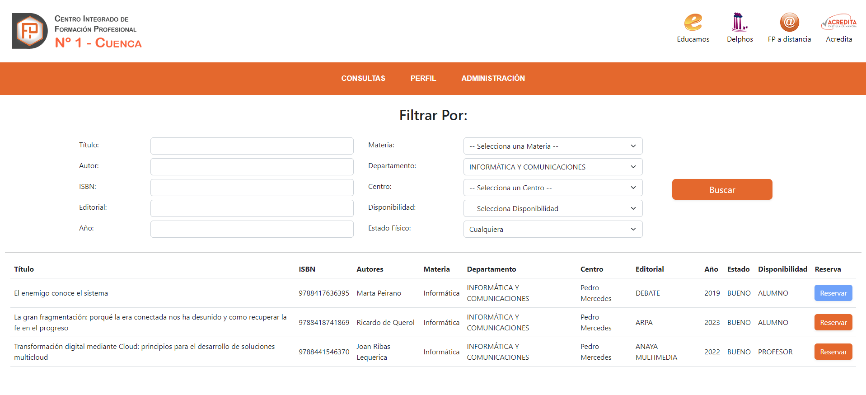 Centro Integrado de
Formación Profesional
Nº 1 - Cuenca
FP
Educamos
Delphos
FP a distancia
ACREDITA
Acredita
CONSULTAS PERFIL ADMINISTRACIÓN
Filtrar Por:
Título:
Materia: -- Selecciona una Materia --
Autor:
Departamento: INFORMÁTICA Y COMUNICACIONES
ISBN:
Centro: -- Selecciona un Centro --
Buscar
Editorial:
Disponibilidad: Selecciona Disponibilidad
Año:
Estado Físico: Cualquiera
Título ISBN Autores Materia Departamento Centro Editorial Año Estado Disponibilidad Reserva
El enemigo conoce el sistema 9788417636395 Marta Peirano Informática INFORMÁTICA Y COMUNICACIONES Pedro Mercedes DEBATE 2019 BUENO ALUMNO Reservar
La gran fragmentación: porqué la era conectada nos ha desunido y como recuperar la fe en el progreso 9788418741869 Ricardo de Querol Informática INFORMÁTICA Y COMUNICACIONES Pedro Mercedes ARPA 2023 BUENO ALUMNO Reservar
Transformación digital mediante Cloud: principios para el desarrollo de soluciones multicloud 9788441546370 Joan Ribas Lequerica Informática INFORMÁTICA Y COMUNICACIONES Pedro Mercedes ANAYA MULTIMEDIA 2022 BUENO PROFESOR Reservar